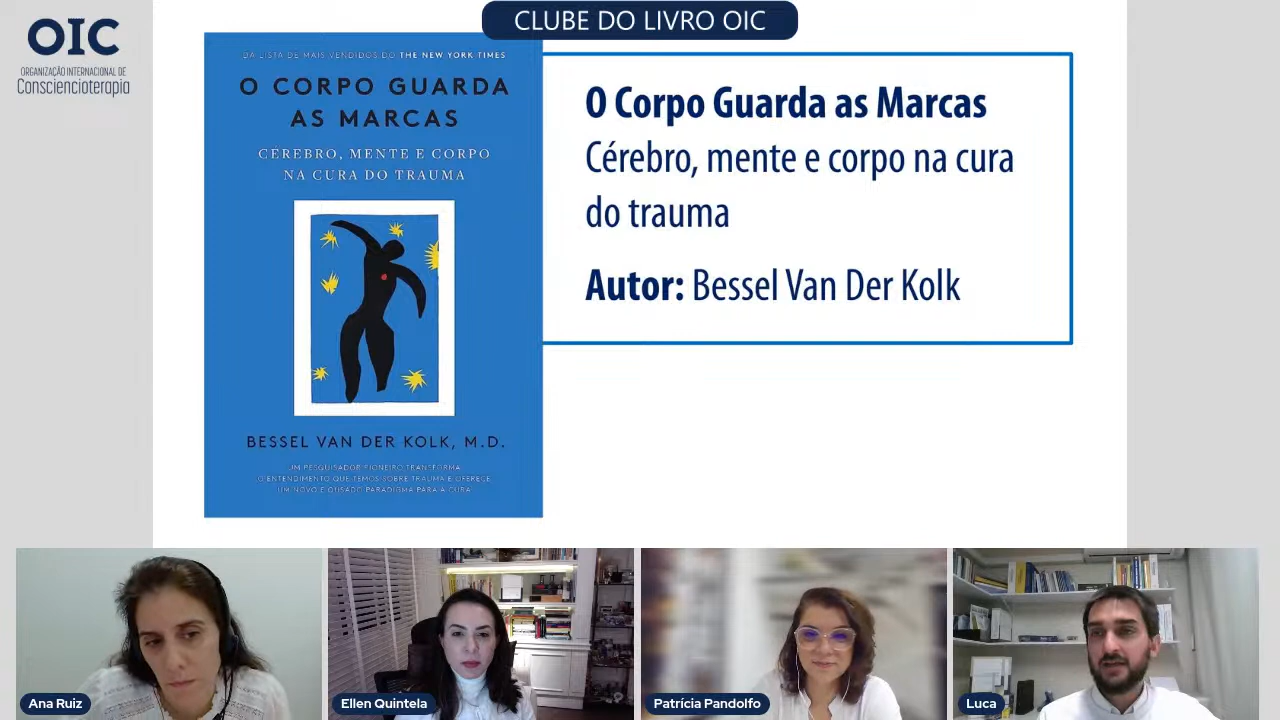 CLUBE DO LIVRO OIC
OIC
ORGANIZAÇÃO INTERNACIONAL DE
Consciencioterapia
DA LISTA DE MAIS VENDIDOS DO THE NEW YORK TIMES
O CORPO GUARDA
AS MARCAS
CÉREBRO, MENTE E CORPO
NA CURA DO TRAUMA
BESSEL VAN DER KOLK, M.D.
UM PESQUISADOR PIONEIRO TRANSFORMA
O ENTENDIMENTO QUE TEMOS SOBRE TRAUMA E OFERECE
UM NOVO E OUSADO PARADIGMA PARA A CURA
O Corpo Guarda as Marcas
Cérebro, mente e corpo na cura
do trauma
Autor: Bessel Van Der Kolk
Ana Ruiz
Ellen Quintela
Patrícia Pandolfo
Luca